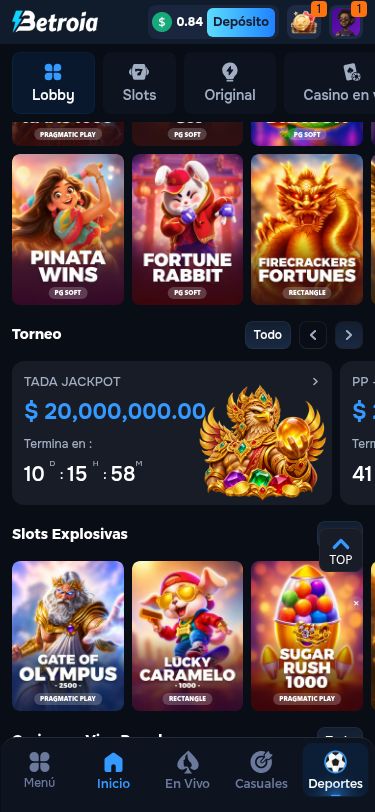 Betroia
$ 0.84 Depósito 1 1
Lobby Slots Original Casino en
PRAGMATIC PLAY PG SOFT PG SOFT
PINATA WINS
PG SOFT
FORTUNE RABBIT
PG SOFT
FIRECRACKERS FORTUNES
RECTANGLE
Torneo Todo
TADA JACKPOT
$ 20,000,000.00
Termina en :
10 D : 15 H : 58 M
PP
$
Term
41
Slots Explosivas
TOP
GATE OF OLYMPUS
- 2500 -
PRAGMATIC PLAY
LUCKY CARAMELO
- 1000 -
RECTANGLE
SUGAR RUSH 1000
PRAGMATIC PLAY
Menú Inicio En Vivo Casuales Deportes